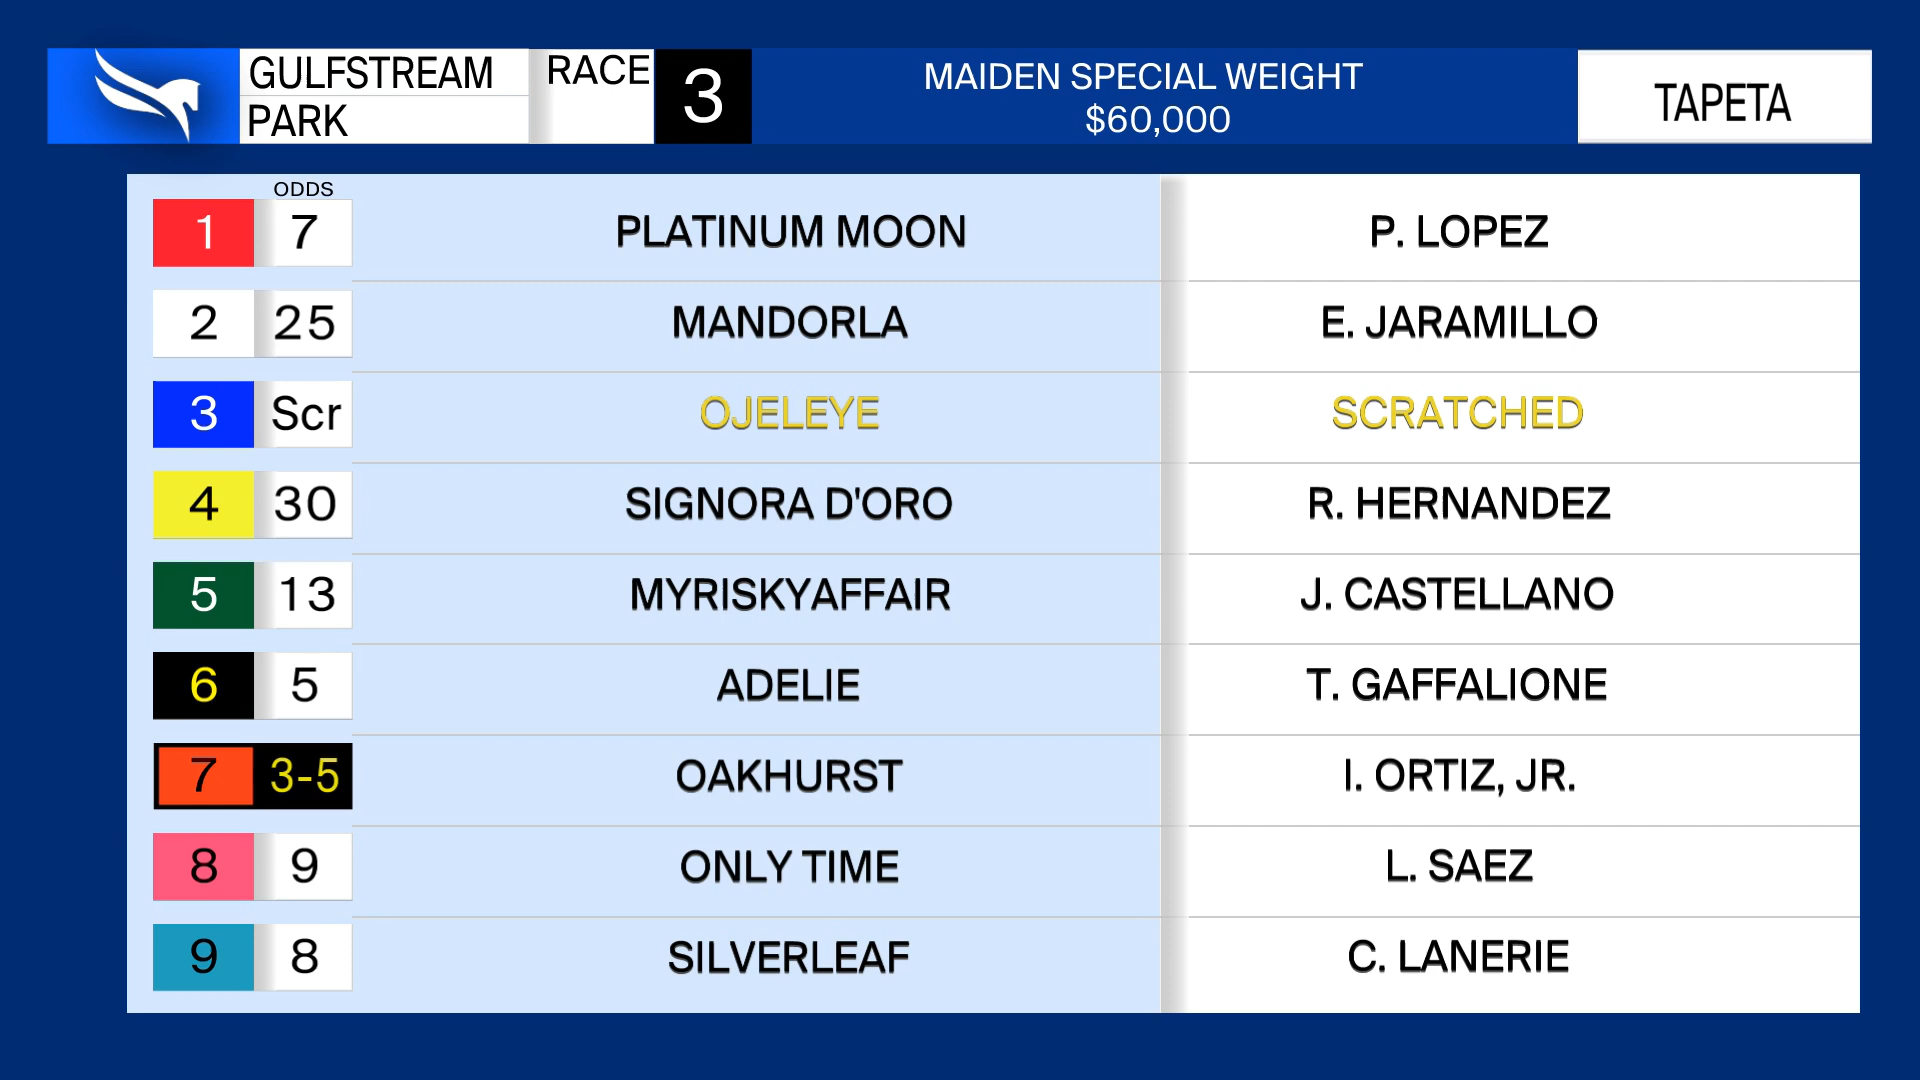 GULFSTREAM
PARK
RACE
3
MAIDEN SPECIAL WEIGHT
$60,000
TAPETA
ODDS
1 7 PLATINUM MOON P. LOPEZ
2 25 MANDORLA E. JARAMILLO
3 Scr OJELEYE SCRATCHED
4 30 SIGNORA D'ORO R. HERNANDEZ
5 13 MYRISKYAFFAIR J. CASTELLANO
6 5 ADELIE T. GAFFALIONE
7 3-5 OAKHURST I. ORTIZ, JR.
8 9 ONLY TIME L. SAEZ
9 8 SILVERLEAF C. LANERIE